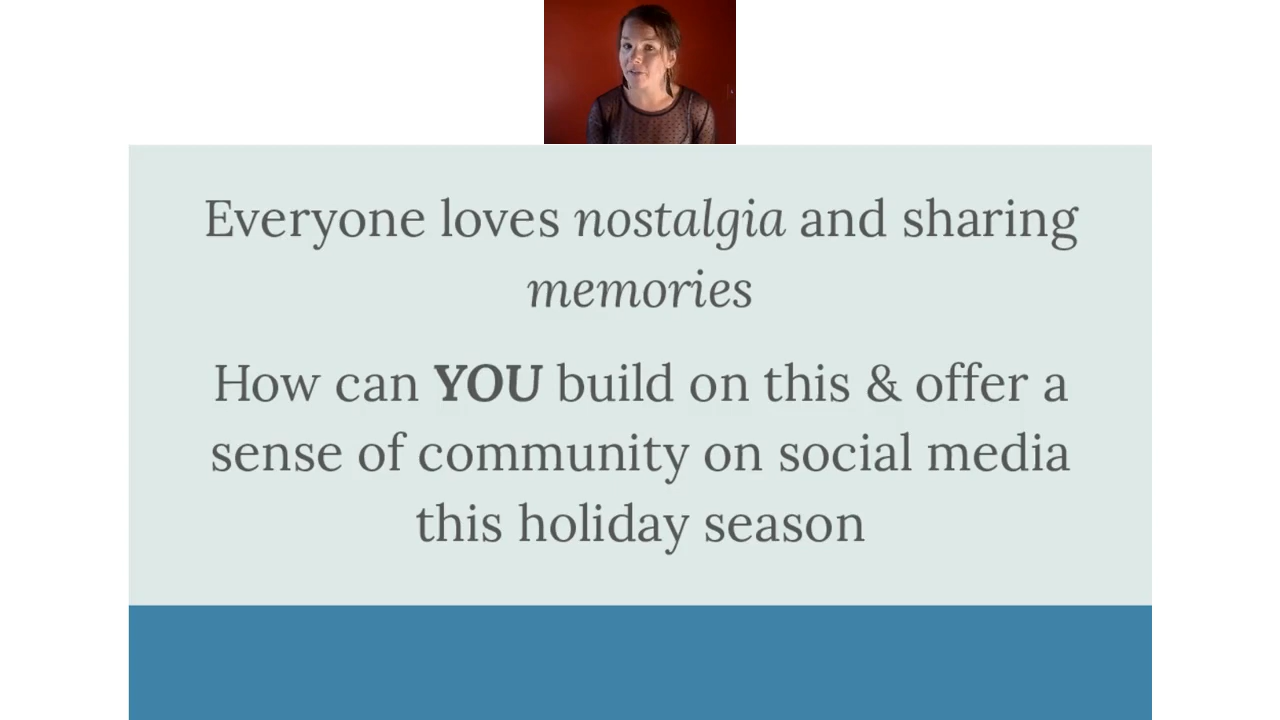 Everyone loves nostalgia and sharing
memories
How can YOU build on this & offer a
sense of community on social media
this holiday season